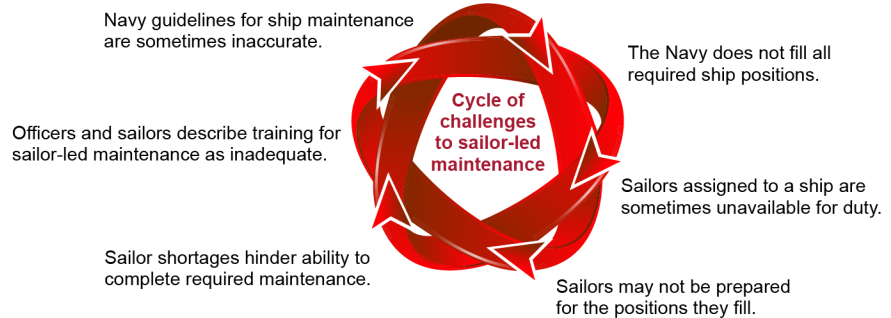 Navy guidelines for ship maintenance
are sometimes inaccurate.
The Navy does not fill all
required ship positions.
Cycle of
challenges
to sailor-led
maintenance
Officers and sailors describe training for
sailor-led maintenance as inadequate.
Sailors assigned to a ship are
sometimes unavailable for duty.
Sailor shortages hinder ability to
complete required maintenance.
Sailors may not be prepared
for the positions they fill.